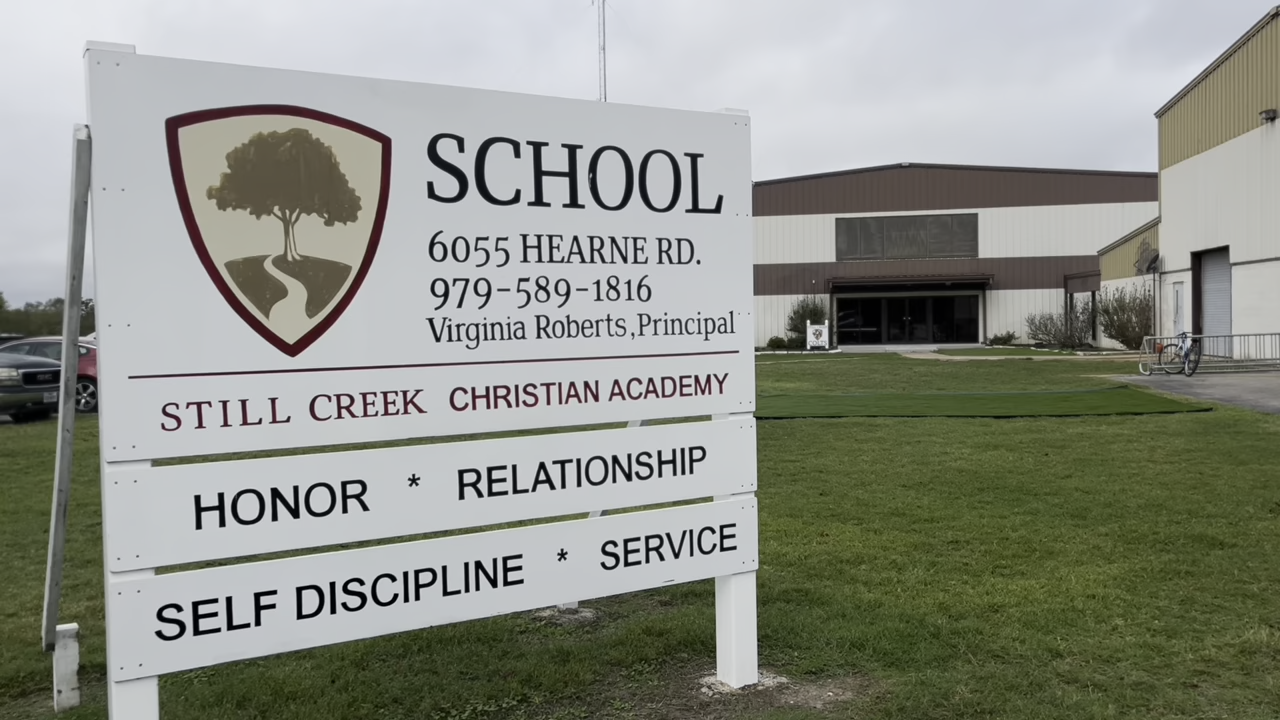 SCHOOL
6055 HEARNE RD.
979-589-1816
Virginia Roberts, Principal
STILL CREEK CHRISTIAN ACADEMY
HONOR * RELATIONSHIP
SELF DISCIPLINE * SERVICE